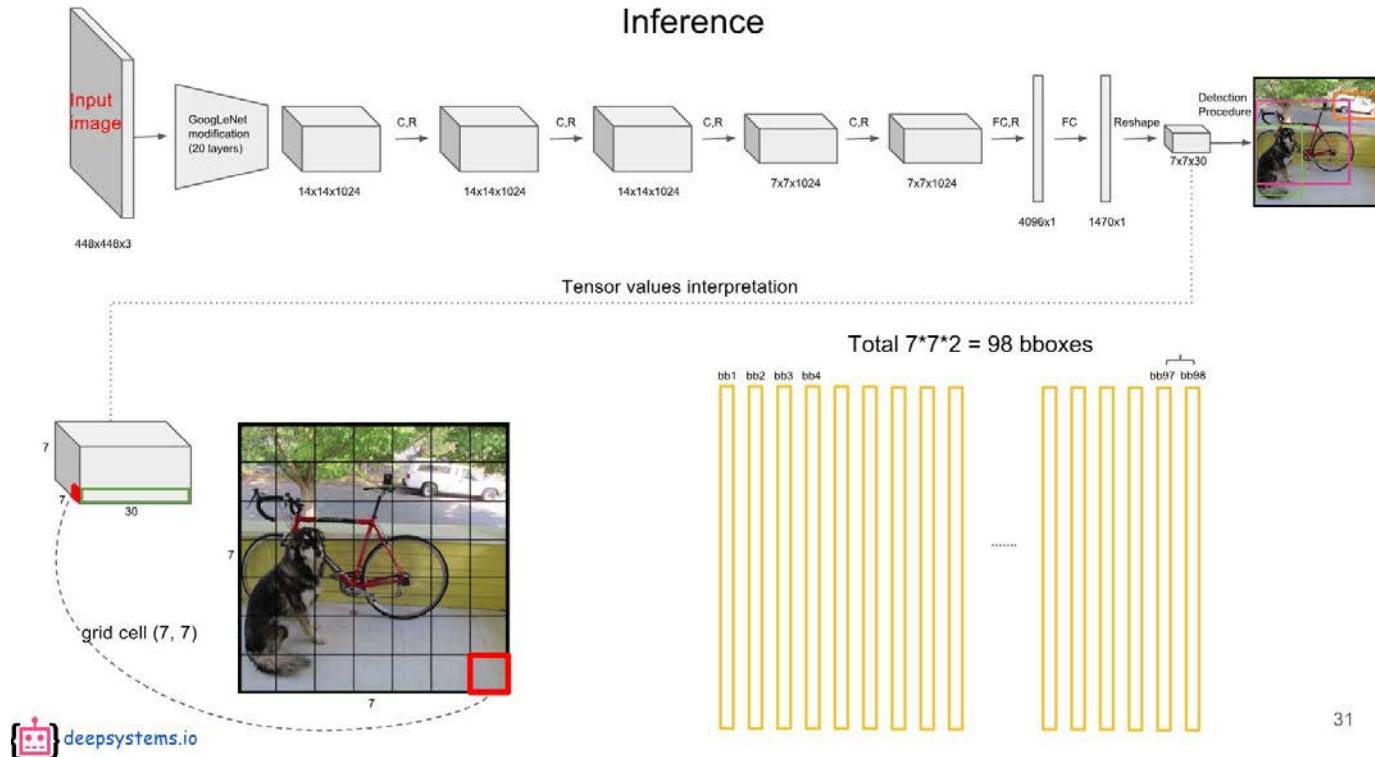 Inference
Input
image
448x448x3
GoogLeNet
modification
(20 layers)
14x14x1024
C,R
14x14x1024
C,R
14x14x1024
C,R
7x7x1024
C,R
7x7x1024
FC,R
4096x1
FC
1470x1
Reshape
7x7x30
Detection
Procedure
Tensor values interpretation
7
7
30
grid cell (7, 7)
7
7
Total 7*7*2 = 98 bboxes
bb1 bb2 bb3 bb4
bb97 bb98
......
{ } deepsystems.io
31